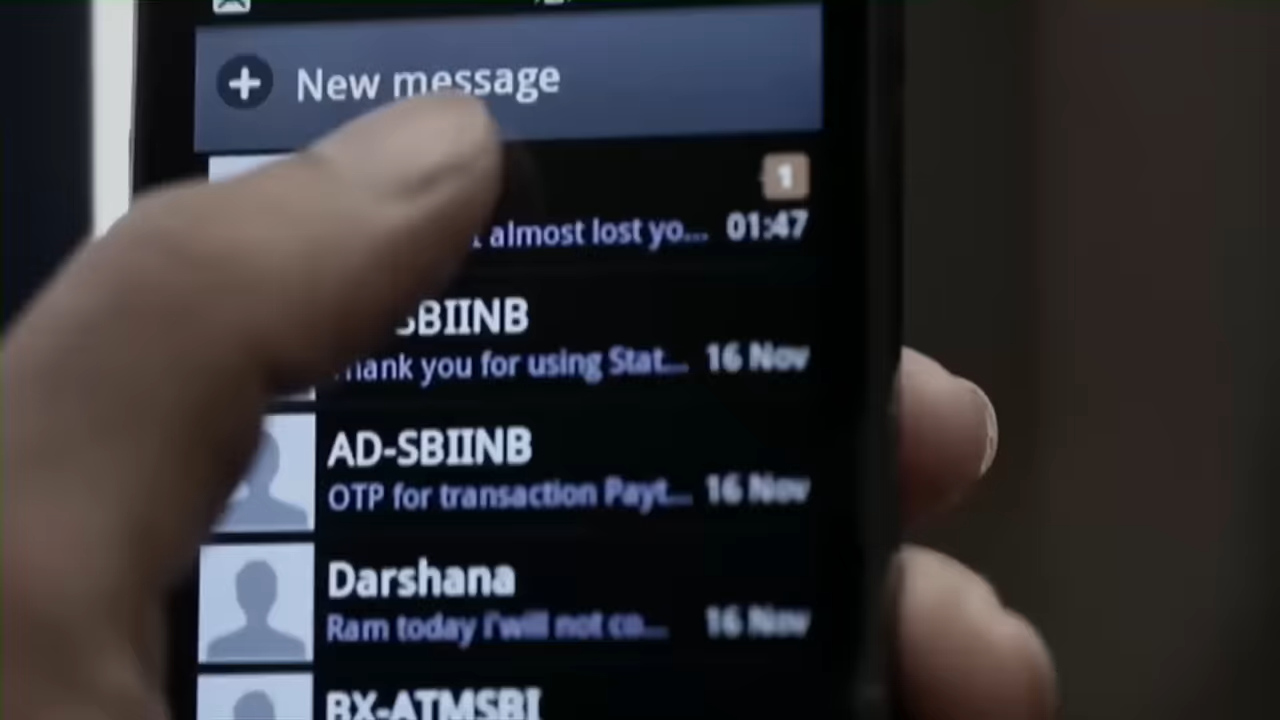 New message
1
almost lost yo... 01:47
SBIINB
hank you for using Stat... 16 Nov
AD-SBIINB
OTP for transaction Payt... 16 Nov
Darshana
Ram today I'will not co... 16 Nov
BX-ATMSBI